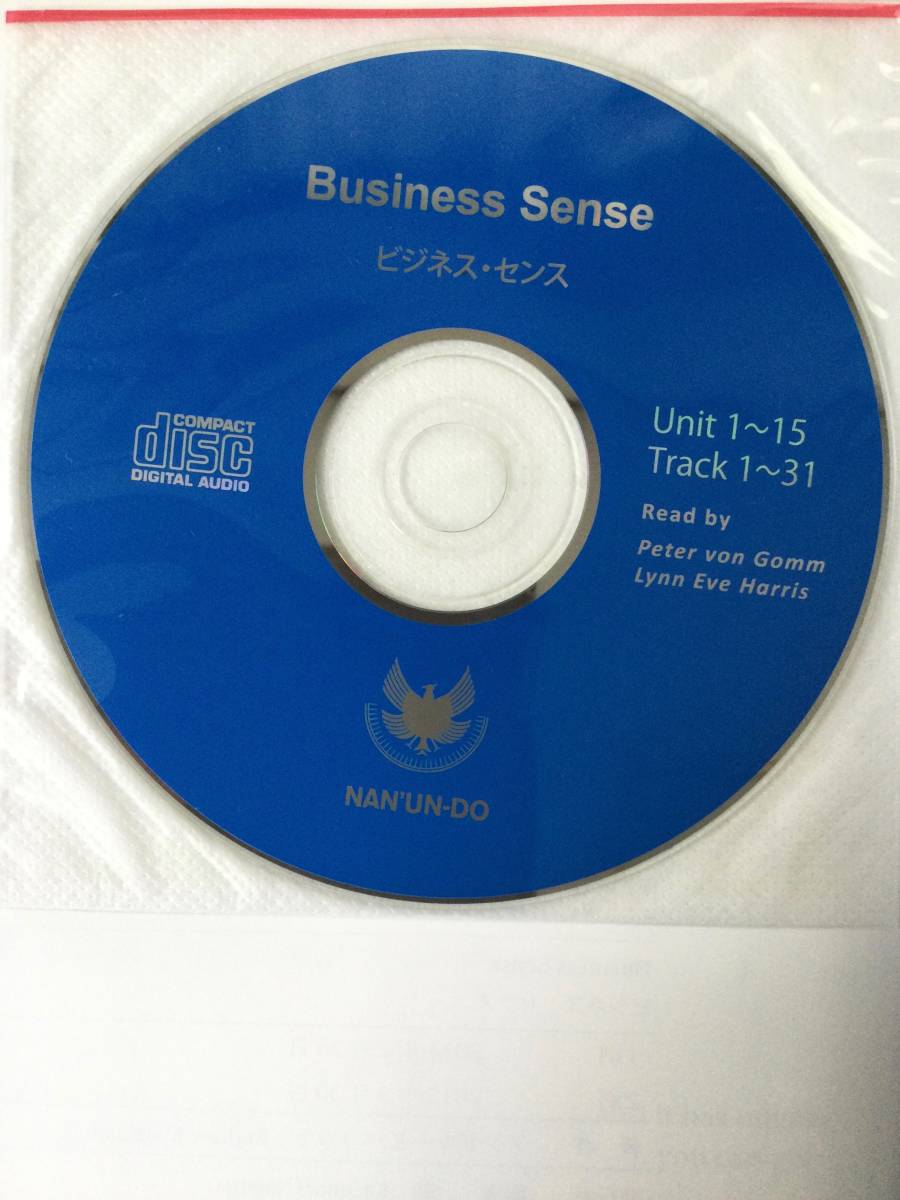 Business Sense
ビジネス・センス
COMPACT
disc
DIGITAL AUDIO
Unit 1～15
Track 1～31
Read by
Peter von Gomm
Lynn Eve Harris
NAN'UN-DO